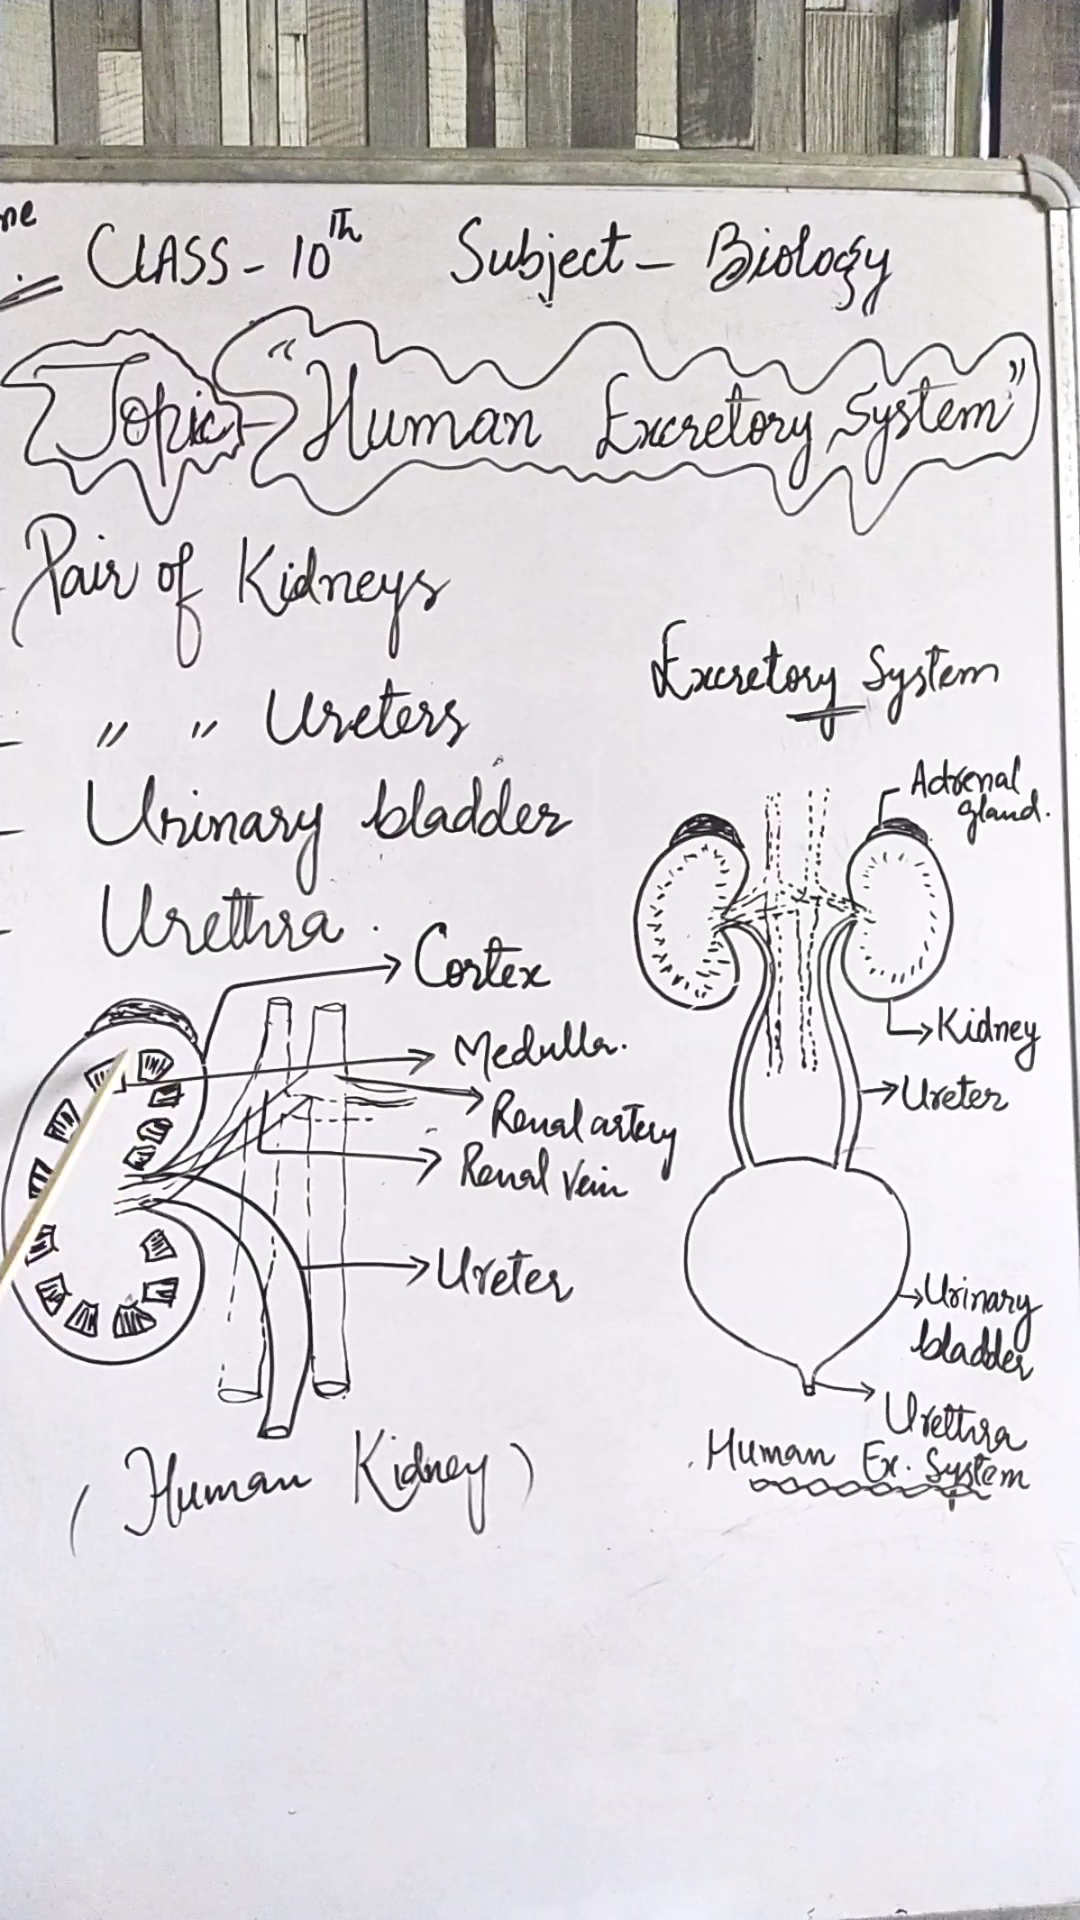 CLASS - 10Th Subject - Biology
Topic - "Human Excretory System"
Pair of Kidneys
" " Ureters
Urinary bladder
Urethra.
Cortex
Medulla.
Renal artery
Renal Vein
Ureter
(Human Kidney)
Excretory System
Adrenal
gland.
Kidney
Ureter
Urinary
bladder
Urethra
Human Ex. System